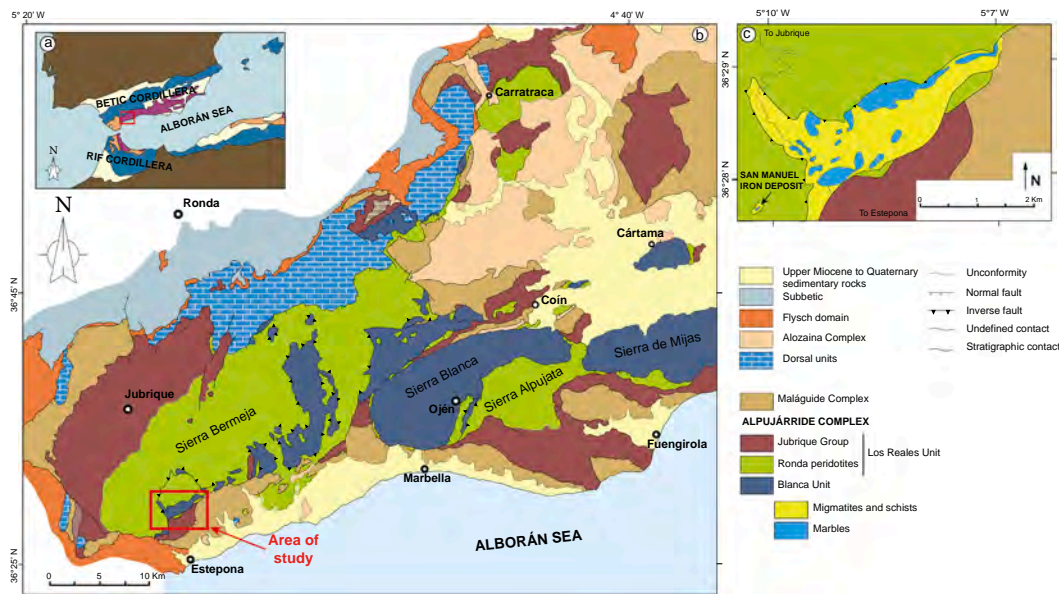 5° 20' W
4° 40' W
a
BETIC CORDILLERA
ALBORÁN SEA
RIF CORDILLERA
N
b
Carratraca
N
Ronda
Cártama
36°45' N
Coín
Sierra de Mijas
Sierra Blanca
Jubrique
Ojén
Sierra Alpujata
Sierra Bermeja
Fuengirola
Marbella
Area of
study
ALBORÁN SEA
36°25' N
Estepona
0 5 10 Km
c
5° 10' W
5° 7' W
To Jubrique
36°29' N
36°28' N
SAN MANUEL
IRON DEPOSIT
N
To Estepona
0 1 2 Km
Upper Miocene to Quaternary
sedimentary rocks
Subbetic
Flysch domain
Alozaina Complex
Dorsal units
Maláguide Complex
ALPUJÁRRIDE COMPLEX
Jubrique Group
Ronda peridotites
Los Reales Unit
Blanca Unit
Migmatites and schists
Marbles
Unconformity
Normal fault
Inverse fault
Undefined contact
Stratigraphic contact